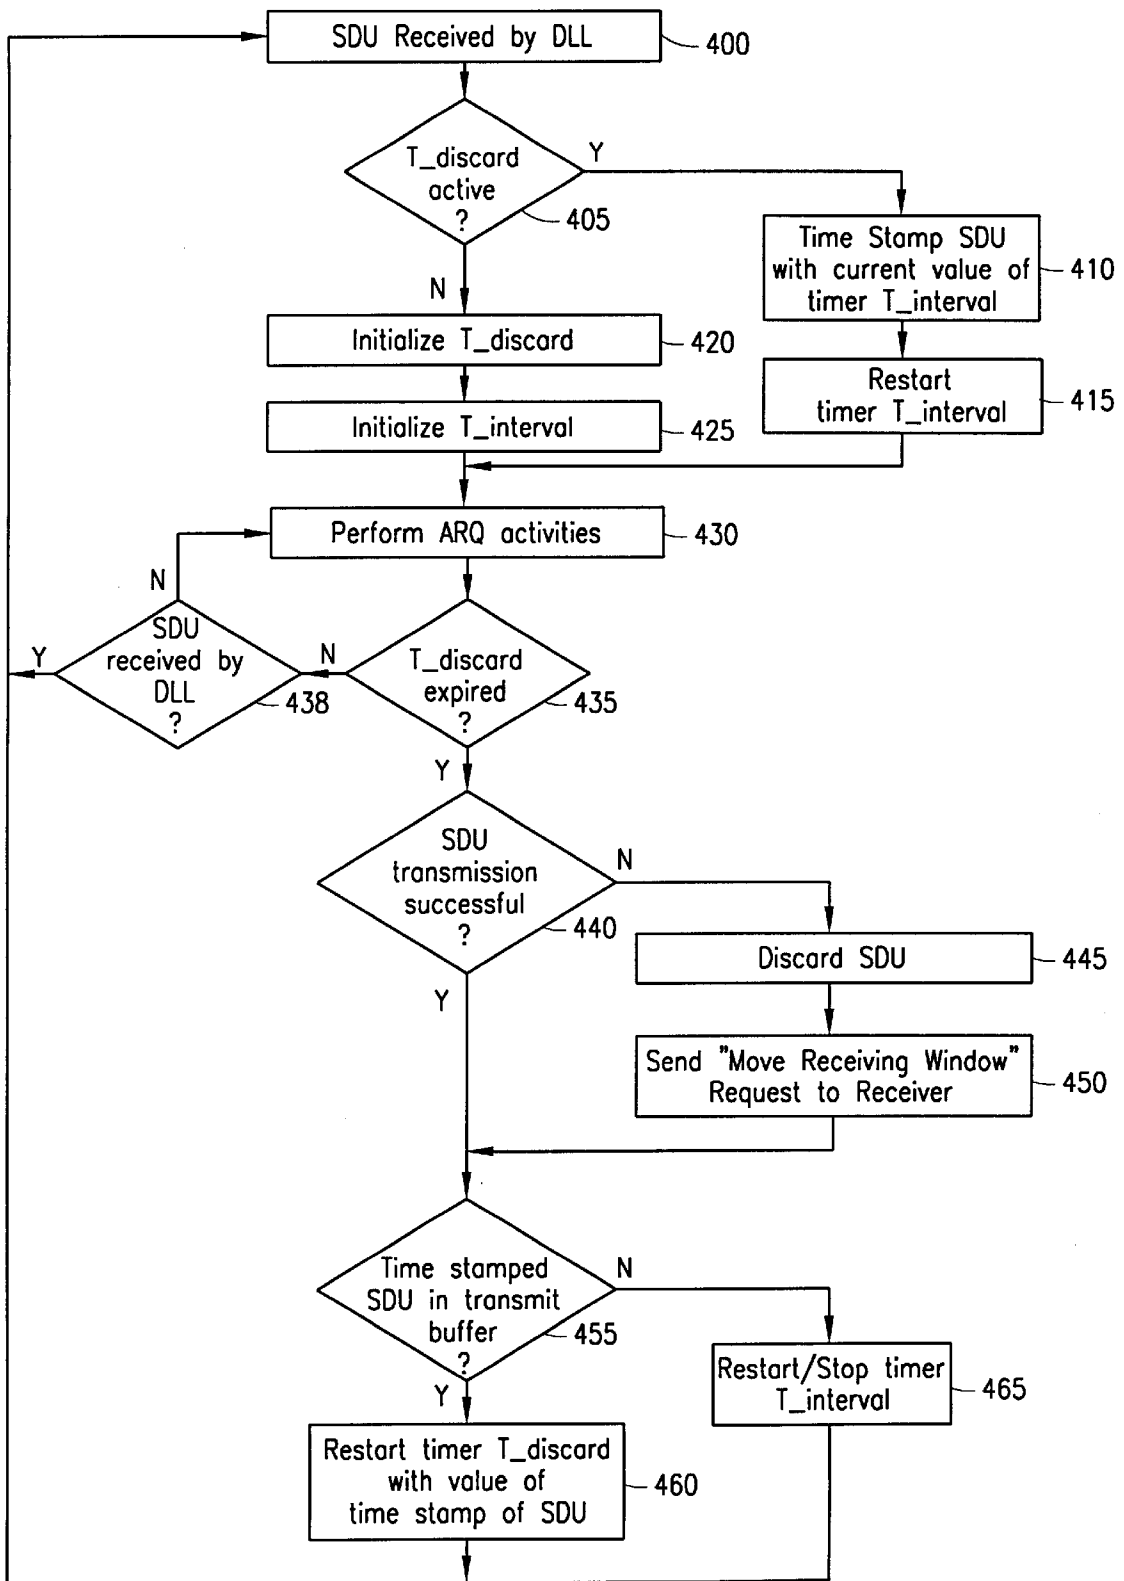 SDU Received by DLL
400
T_discard
active
?
405
Y
N
Time Stamp SDU
with current value of
timer T_interval
410
Initialize T_discard
420
Restart
timer T_interval
415
Initialize T_interval
425
Perform ARQ activities
430
N
SDU
received by
DLL
?
438
Y
N
T_discard
expired
?
435
Y
SDU
transmission
successful
?
440
N
Y
Discard SDU
445
Send "Move Receiving Window"
Request to Receiver
450
Time stamped
SDU in transmit
buffer
?
455
N
Y
Restart/Stop timer
T_interval
465
Restart timer T_discard
with value of
time stamp of SDU
460